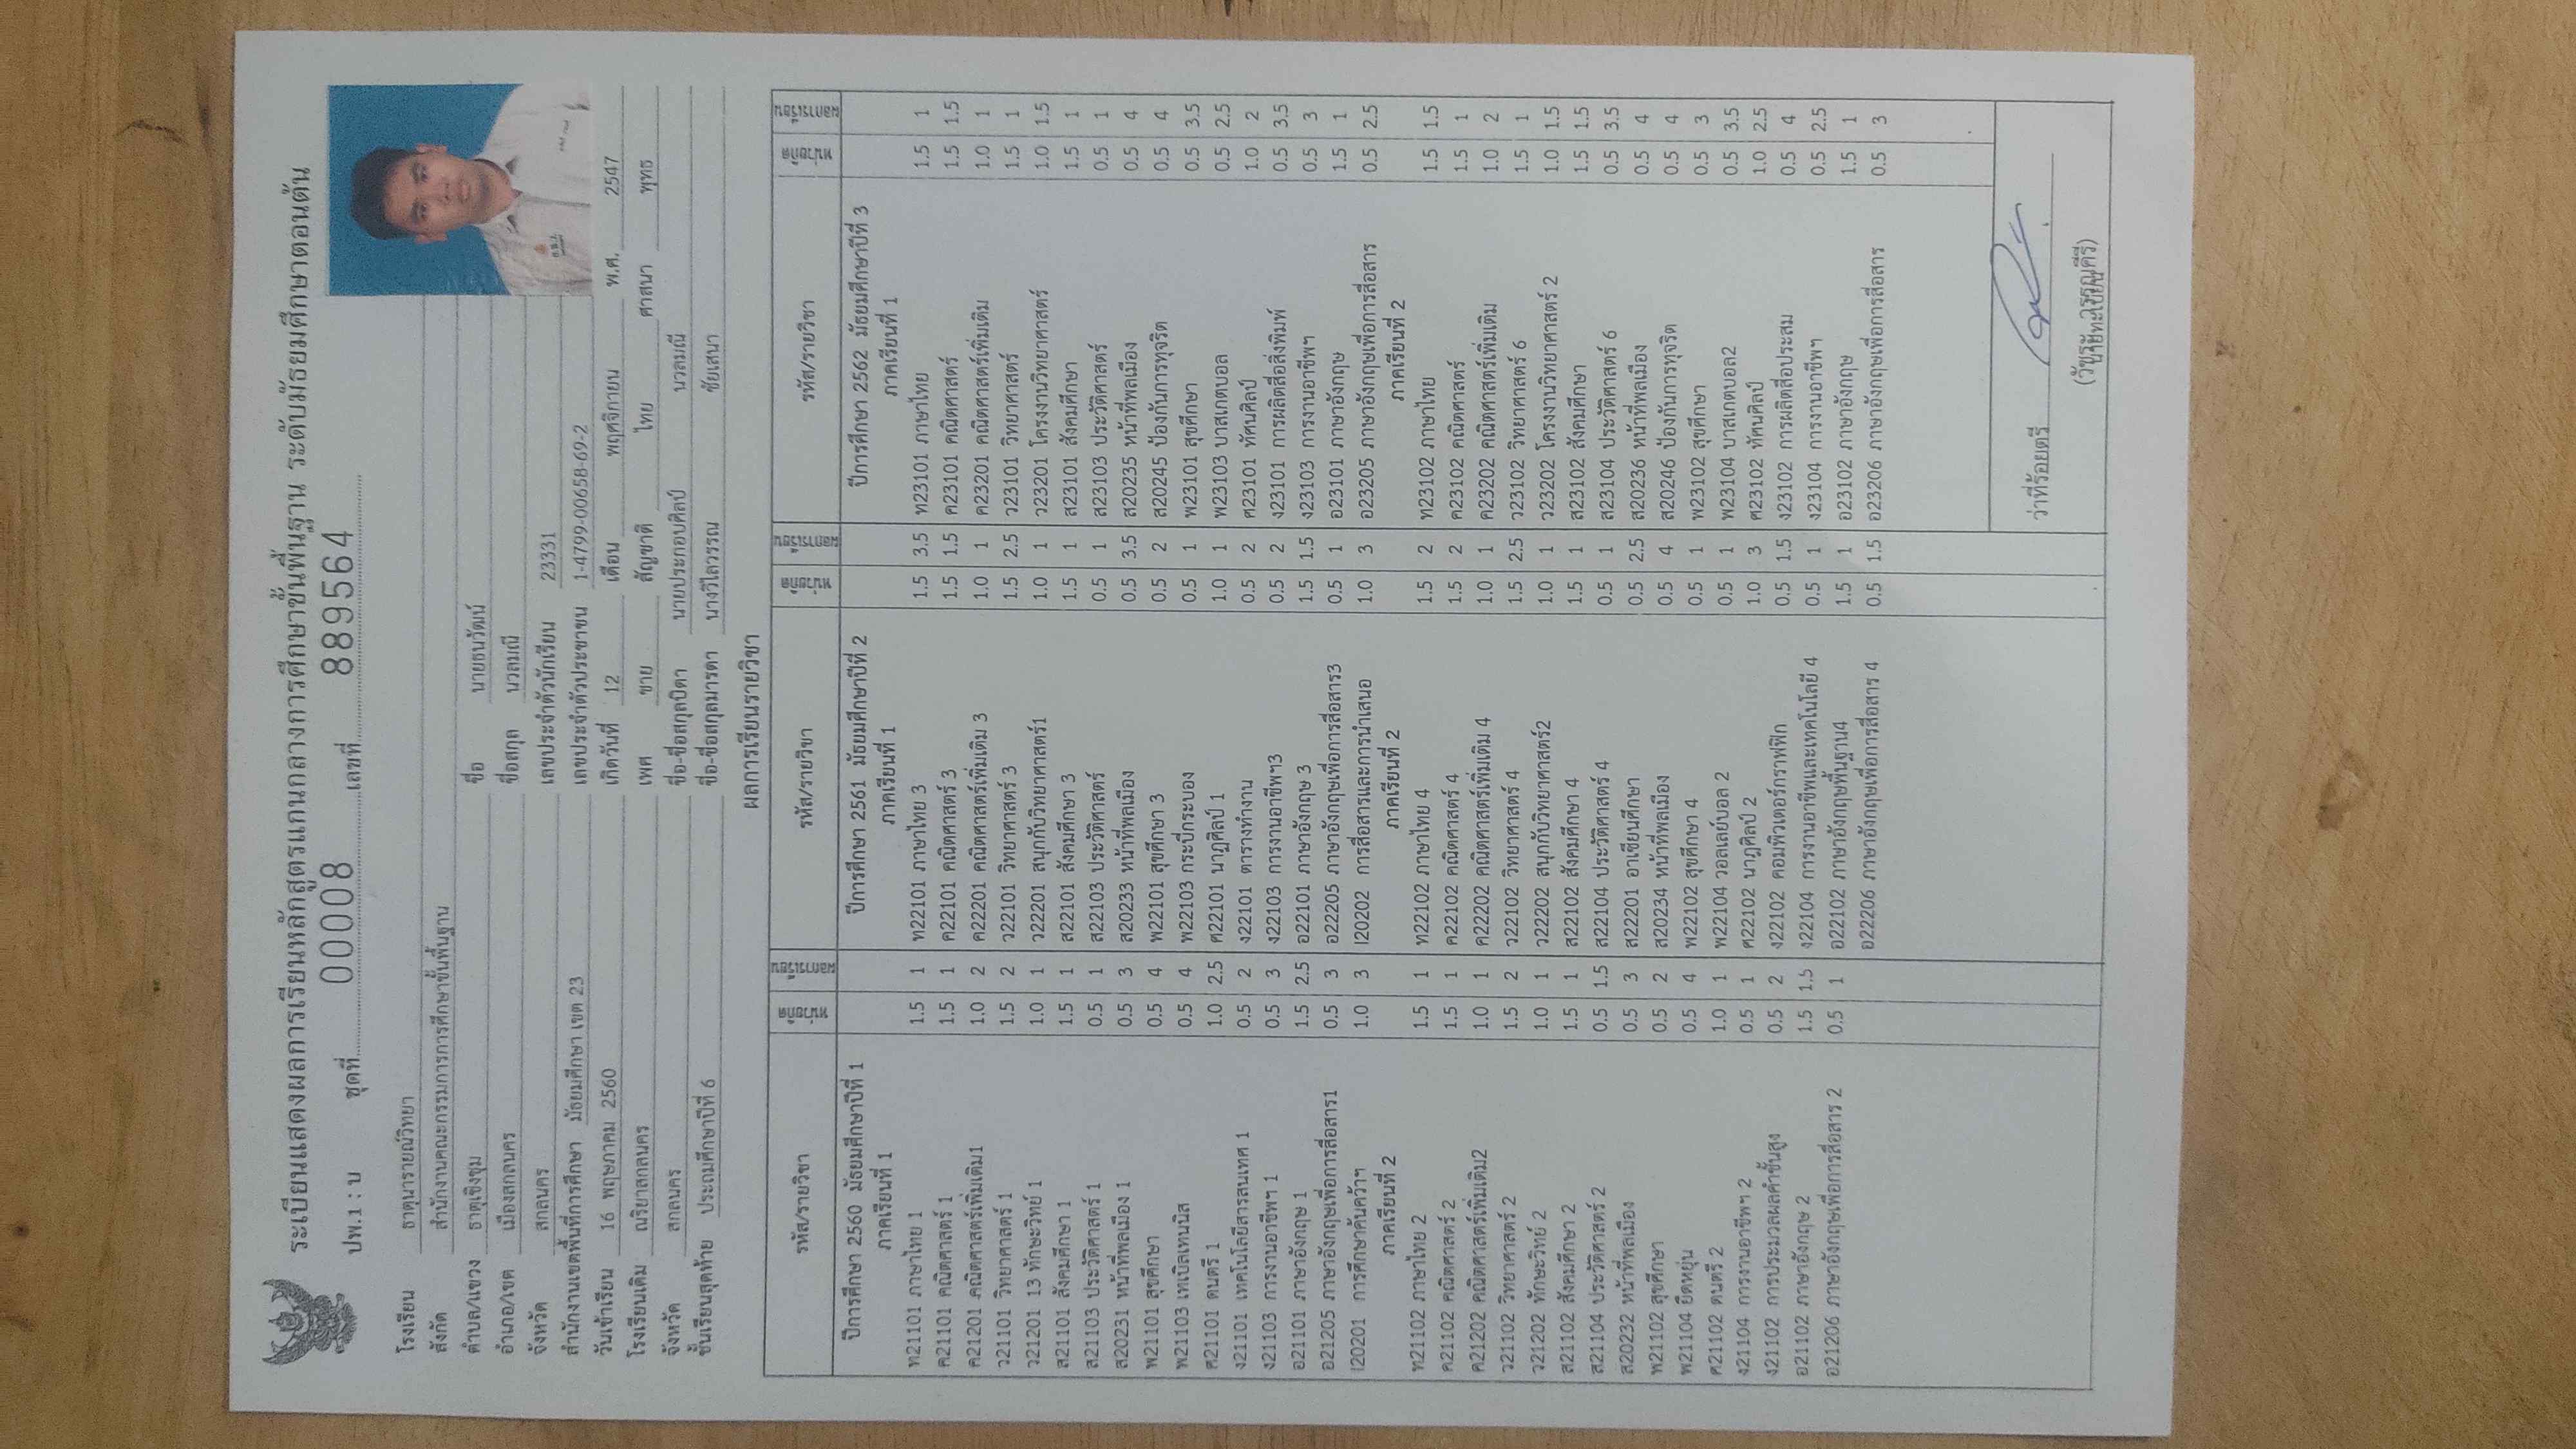 ระเบียนแสดงผลการเรียนหลักสูตรแกนกลางการศึกษาขั้นพื้นฐาน ระดับมัธยมศึกษาตอนต้น
ปพ.1 : บ ชุดที่ 00008 เลขที่ 889564
โรงเรียน ธาตุนารายณ์วิทยา
สังกัด สำนักงานคณะกรรมการการศึกษาขั้นพื้นฐาน
ตำบล/แขวง ธาตุเชิงชุม
อำเภอ/เขต เมืองสกลนคร
จังหวัด สกลนคร
สำนักงานเขตพื้นที่การศึกษา มัธยมศึกษา เขต 23
วันเข้าเรียน 16 พฤษภาคม 2560
โรงเรียนเดิม ณริยาสกลนคร
จังหวัด สกลนคร
ชั้นเรียนสุดท้าย ประถมศึกษาปีที่ 6
ชื่อ นายธนวัฒน์
ชื่อสกุล นวลมณี
เลขประจำตัวนักเรียน 23331
เลขประจำตัวประชาชน 1-4799-00658-69-2
เกิดวันที่ 12 เดือน พฤศจิกายน พ.ศ. 2547
เพศ ชาย สัญชาติ ไทย ศาสนา พุทธ
ชื่อ-ชื่อสกุลบิดา นายประกอบศิลป์ นวลมณี
ชื่อ-ชื่อสกุลมารดา นางวิไลวรรณ ชัยเสนา
ผลการเรียนรายวิชา
รหัส/รายวิชา หน่วยกิต ผลการเรียน
ปีการศึกษา 2560 มัธยมศึกษาปีที่ 1
ภาคเรียนที่ 1
ท21101 ภาษาไทย 1 1.5 1
ค21101 คณิตศาสตร์ 1 1.5 1
ค21201 คณิตศาสตร์เพิ่มเติม1 1.0 2
ว21101 วิทยาศาสตร์ 1 1.5 2
ว21201 13 ทักษะวิทย์ 1 1.0 1
ส21101 สังคมศึกษา 1 1.5 1
ส21103 ประวัติศาสตร์ 1 0.5 1
ส20231 หน้าที่พลเมือง 1 0.5 3
พ21101 สุขศึกษา 0.5 4
พ21103 เทเบิลเทนนิส 0.5 4
ศ21101 ดนตรี 1 1.0 2.5
ง21101 เทคโนโลยีสารสนเทศ 1 0.5 2
ง21103 การงานอาชีพฯ 1 0.5 3
อ21101 ภาษาอังกฤษ 1 1.5 2.5
อ21205 ภาษาอังกฤษเพื่อการสื่อสาร1 0.5 3
I20201 การศึกษาค้นคว้าฯ 1.0 3
ภาคเรียนที่ 2
ท21102 ภาษาไทย 2 1.5 1
ค21102 คณิตศาสตร์ 2 1.5 1
ค21202 คณิตศาสตร์เพิ่มเติม2 1.0 1
ว21102 วิทยาศาสตร์ 2 1.5 2
ว21202 ทักษะวิทย์ 2 1.0 1
ส21102 สังคมศึกษา 2 1.5 1
ส21104 ประวัติศาสตร์ 2 0.5 1.5
ส20232 หน้าที่พลเมือง 0.5 3
พ21102 สุขศึกษา 0.5 2
พ21104 ยืดหยุ่น 0.5 4
ศ21102 ดนตรี 2 1.0 1
ง21104 การงานอาชีพฯ 2 0.5 1
ง21102 การประมวลผลคำขั้นสูง 0.5 2
อ21102 ภาษาอังกฤษ 2 1.5 1.5
อ21206 ภาษาอังกฤษเพื่อการสื่อสาร 2 0.5 1
รหัส/รายวิชา หน่วยกิต ผลการเรียน
ปีการศึกษา 2561 มัธยมศึกษาปีที่ 2
ภาคเรียนที่ 1
ท22101 ภาษาไทย 3 1.5 3.5
ค22101 คณิตศาสตร์ 3 1.5 1.5
ค22201 คณิตศาสตร์เพิ่มเติม 3 1.0 1
ว22101 วิทยาศาสตร์ 3 1.5 2.5
ว22201 สนุกกับวิทยาศาสตร์1 1.0 1
ส22101 สังคมศึกษา 3 1.5 1
ส22103 ประวัติศาสตร์ 0.5 1
ส20233 หน้าที่พลเมือง 0.5 3.5
พ22101 สุขศึกษา 3 0.5 2
พ22103 กระบี่กระบอง 0.5 1
ศ22101 นาฏศิลป์ 1 1.0 1
ง22101 ตารางทำงาน 0.5 2
ง22103 การงานอาชีพฯ3 0.5 2
อ22101 ภาษาอังกฤษ 3 1.5 1.5
อ22205 ภาษาอังกฤษเพื่อการสื่อสาร3 0.5 1
I20202 การสื่อสารและการนำเสนอ 1.0 3
ภาคเรียนที่ 2
ท22102 ภาษาไทย 4 1.5 2
ค22102 คณิตศาสตร์ 4 1.5 2
ค22202 คณิตศาสตร์เพิ่มเติม 4 1.0 1
ว22102 วิทยาศาสตร์ 4 1.5 2.5
ว22202 สนุกกับวิทยาศาสตร์2 1.0 1
ส22102 สังคมศึกษา 4 1.5 1
ส22104 ประวัติศาสตร์ 4 0.5 1
ส22201 อาเซียนศึกษา 0.5 2.5
ส20234 หน้าที่พลเมือง 0.5 4
พ22102 สุขศึกษา 4 0.5 1
พ22104 วอลเลย์บอล 2 0.5 1
ศ22102 นาฏศิลป์ 2 1.0 3
ง22102 คอมพิวเตอร์กราฟฟิก 0.5 1.5
ง22104 การงานอาชีพและเทคโนโลยี 4 0.5 1
อ22102 ภาษาอังกฤษพื้นฐาน4 1.5 1
อ22206 ภาษาอังกฤษเพื่อการสื่อสาร 4 0.5 1.5
รหัส/รายวิชา หน่วยกิต ผลการเรียน
ปีการศึกษา 2562 มัธยมศึกษาปีที่ 3
ภาคเรียนที่ 1
ท23101 ภาษาไทย 1.5 1
ค23101 คณิตศาสตร์ 1.5 1.5
ค23201 คณิตศาสตร์เพิ่มเติม 1.0 1
ว23101 วิทยาศาสตร์ 1.5 1
ว23201 โครงงานวิทยาศาสตร์ 1.0 1.5
ส23101 สังคมศึกษา 1.5 1
ส23103 ประวัติศาสตร์ 0.5 1
ส20235 หน้าที่พลเมือง 0.5 4
ส20245 ป้องกันการทุจริต 0.5 4
พ23101 สุขศึกษา 0.5 3.5
พ23103 บาสเกตบอล 0.5 2.5
ศ23101 ทัศนศิลป์ 1.0 2
ง23101 การผลิตสื่อสิ่งพิมพ์ 0.5 3.5
ง23103 การงานอาชีพฯ 0.5 3
อ23101 ภาษาอังกฤษ 1.5 1
อ23205 ภาษาอังกฤษเพื่อการสื่อสาร 0.5 2.5
ภาคเรียนที่ 2
ท23102 ภาษาไทย 1.5 1.5
ค23102 คณิตศาสตร์ 1.5 1
ค23202 คณิตศาสตร์เพิ่มเติม 1.0 2
ว23102 วิทยาศาสตร์ 6 1.5 1
ว23202 โครงงานวิทยาศาสตร์ 2 1.0 1.5
ส23102 สังคมศึกษา 1.5 1.5
ส23104 ประวัติศาสตร์ 6 0.5 3.5
ส20236 หน้าที่พลเมือง 0.5 4
ส20246 ป้องกันการทุจริต 0.5 4
พ23102 สุขศึกษา 0.5 3
พ23104 บาสเกตบอล2 0.5 3.5
ศ23102 ทัศนศิลป์ 1.0 2.5
ง23102 การผลิตสื่อประสม 0.5 4
ง23104 การงานอาชีพฯ 0.5 2.5
อ23102 ภาษาอังกฤษ 1.5 1
อ23206 ภาษาอังกฤษเพื่อการสื่อสาร 0.5 3
ว่าที่ร้อยตรี
(วัชระ วรรณคีรี)
นายทะเบียน